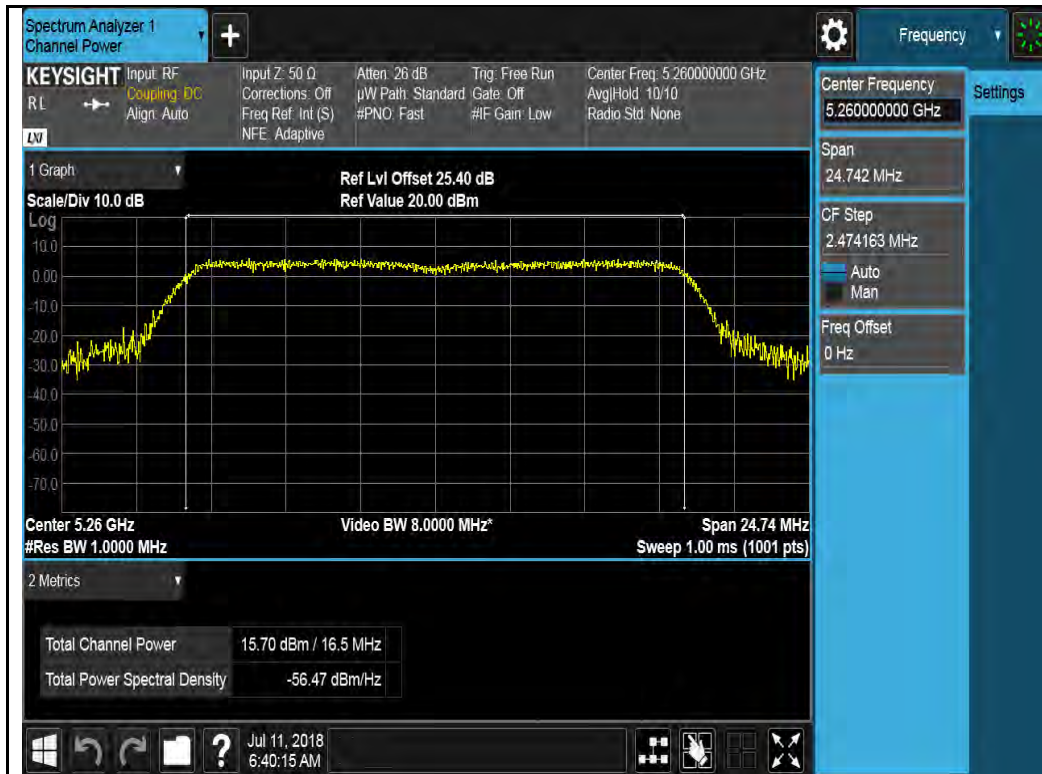 Spectrum Analyzer 1
Channel Power
Frequency
KEYSIGHT
RL
LXI
Input: RF
Coupling: DC
Align: Auto
Input Z: 50 Ω
Corrections: Off
Freq Ref: Int (S)
NFE: Adaptive
Atten: 26 dB
µW Path: Standard
#PNO: Fast
Trig: Free Run
Gate: Off
#IF Gain: Low
Center Freq: 5.260000000 GHz
Avg|Hold: 10/10
Radio Std: None
Center Frequency
5.260000000 GHz
Settings
Span
24.742 MHz
CF Step
2.474163 MHz
Auto
Man
Freq Offset
0 Hz
1 Graph
Scale/Div 10.0 dB
Ref Lvl Offset 25.40 dB
Ref Value 20.00 dBm
Log
10.0
0.00
-10.0
-20.0
-30.0
-40.0
-50.0
-60.0
-70.0
Center 5.26 GHz
#Res BW 1.0000 MHz
Video BW 8.0000 MHz*
Span 24.74 MHz
Sweep 1.00 ms (1001 pts)
2 Metrics
Total Channel Power 15.70 dBm / 16.5 MHz
Total Power Spectral Density -56.47 dBm/Hz
?
Jul 11, 2018
6:40:15 AM